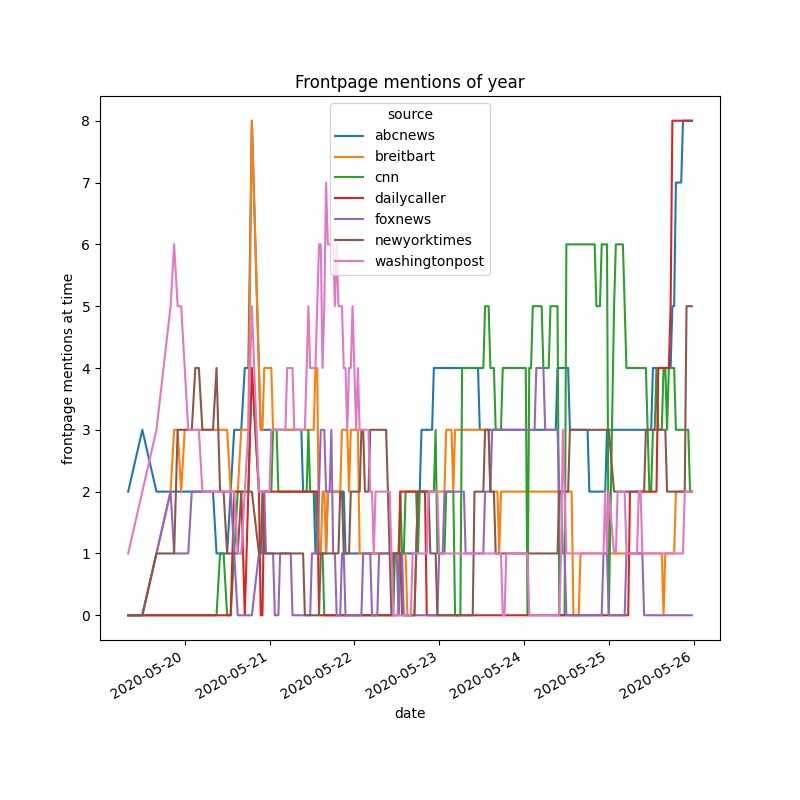 Frontpage mentions of year
source
abcnews
breitbart
cnn
dailycaller
foxnews
newyorktimes
washingtonpost
frontpage mentions at time
8
7
6
5
4
3
2
1
0
2020-05-20
2020-05-21
2020-05-22
2020-05-23
2020-05-24
2020-05-25
2020-05-26
date